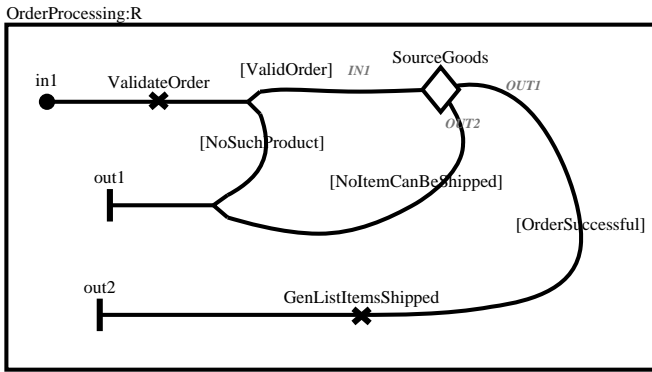 OrderProcessing:R
SourceGoods
[ValidOrder] IN1
in1 ValidateOrder
OUT1
OUT2
[NoSuchProduct]
out1
[NoItemCanBeShipped]
[OrderSuccessful]
out2
GenListItemsShipped